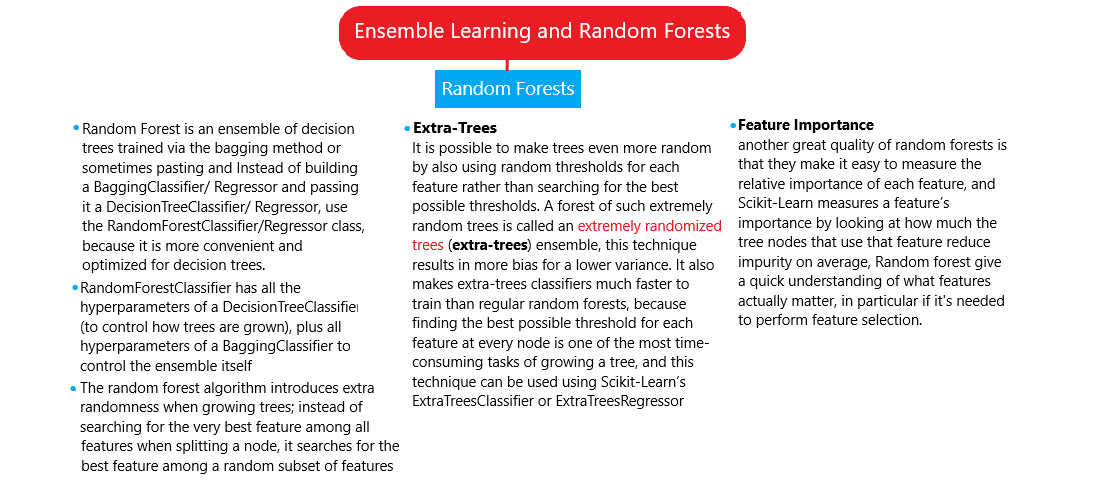 Ensemble Learning and Random Forests
Random Forests
Random Forest is an ensemble of decision
trees trained via the bagging method or
sometimes pasting and Instead of building
a BaggingClassifier/ Regressor and passing
it a DecisionTreeClassifier/ Regressor, use
the RandomForestClassifier/Regressor class,
because it is more convenient and
optimized for decision trees.
RandomForestClassifier has all the
hyperparameters of a DecisionTreeClassifier
(to control how trees are grown), plus all
hyperparameters of a BaggingClassifier to
control the ensemble itself
The random forest algorithm introduces extra
randomness when growing trees; instead of
searching for the very best feature among all
features when splitting a node, it searches for the
best feature among a random subset of features
Extra-Trees
It is possible to make trees even more random
by also using random thresholds for each
feature rather than searching for the best
possible thresholds. A forest of such extremely
random trees is called an extremely randomized
trees (extra-trees) ensemble, this technique
results in more bias for a lower variance. It also
makes extra-trees classifiers much faster to
train than regular random forests, because
finding the best possible threshold for each
feature at every node is one of the most time-
consuming tasks of growing a tree, and this
technique can be used using Scikit-Learn’s
ExtraTreesClassifier or ExtraTreesRegressor
Feature Importance
another great quality of random forests is
that they make it easy to measure the
relative importance of each feature, and
Scikit-Learn measures a feature’s
importance by looking at how much the
tree nodes that use that feature reduce
impurity on average, Random forest give
a quick understanding of what features
actually matter, in particular if it's needed
to perform feature selection.